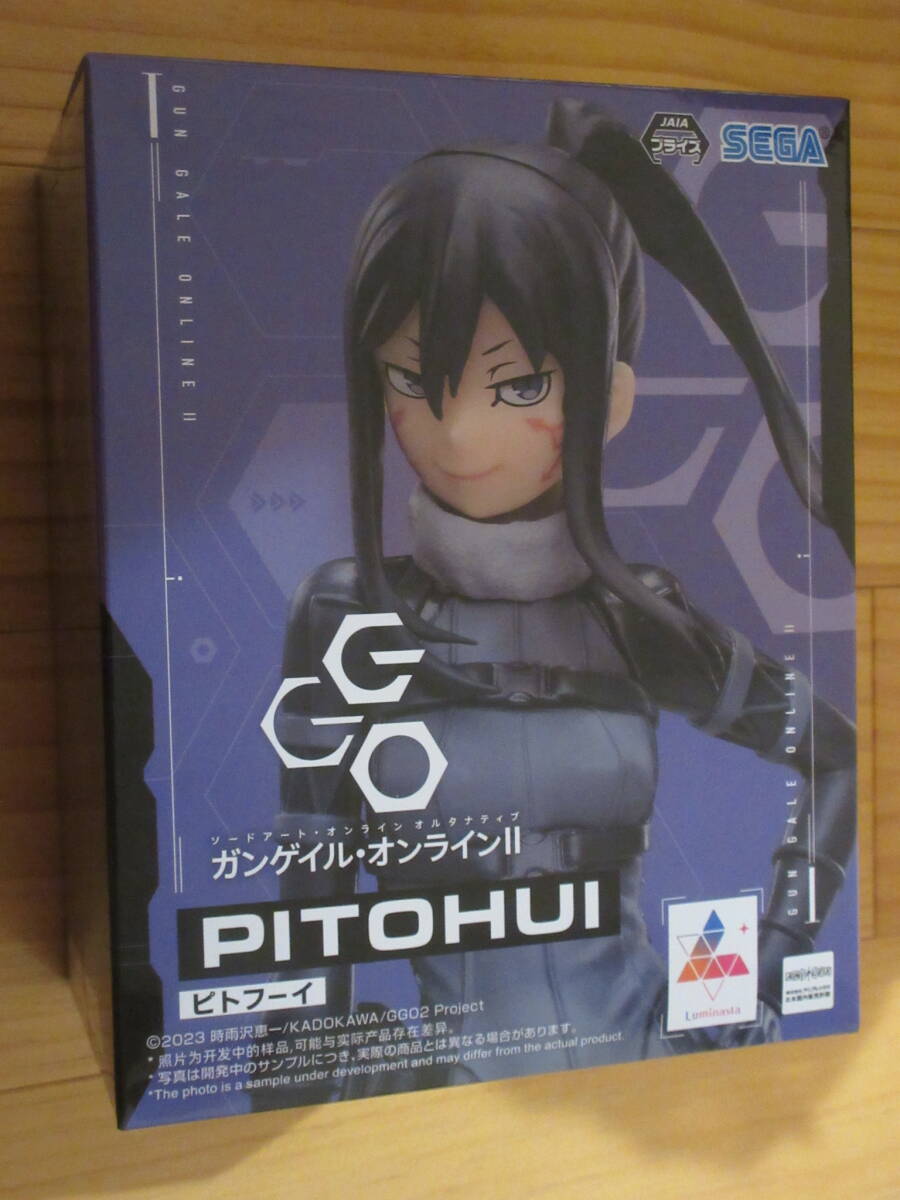 GUN GALE ONLINE II
JAIA
プライズ
SEGA
GGO
ソードアート・オンライン オルタナティブ
ガンゲイル・オンラインII
PITOHUI
ピトフーイ
GUN GALE ONLINE II
Luminasta
©2023 時雨沢恵一/KADOKAWA/GGO2 Project
* 照片为开发中的样品,可能与实际产品存在差异。
* 写真は開発中のサンプルにつき、実際の商品とは異なる場合があります。
*The photo is a sample under development and may differ from the actual product.